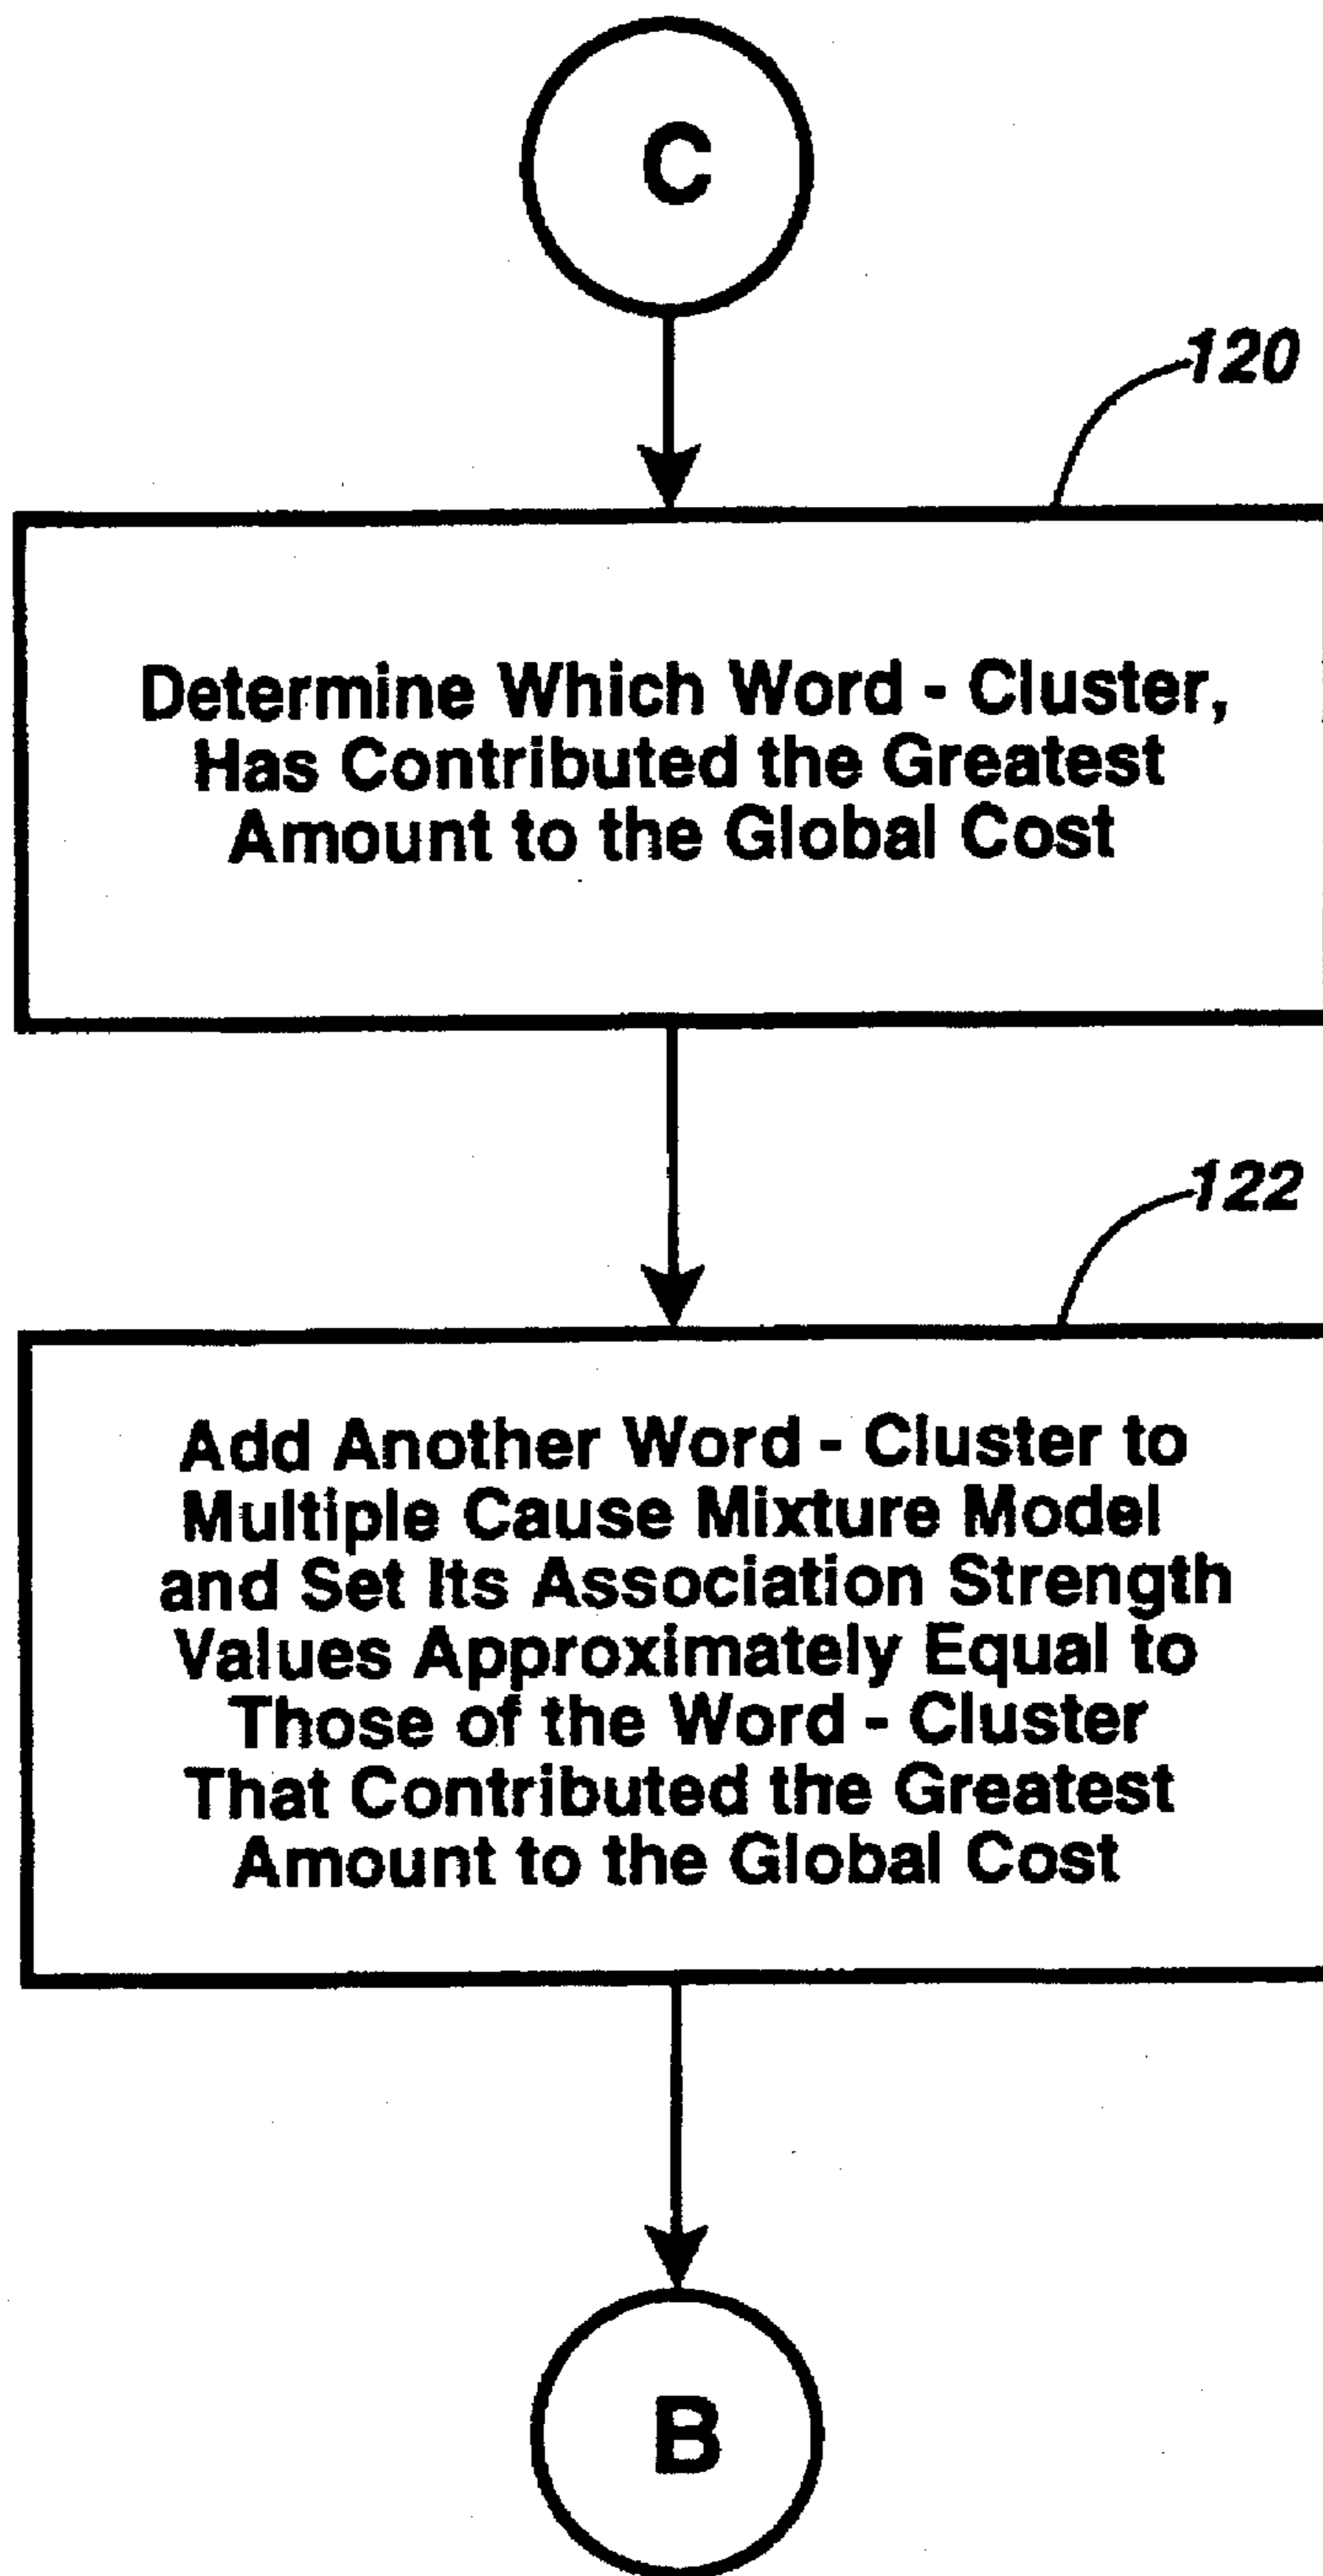 C
120
Determine Which Word - Cluster,
Has Contributed the Greatest
Amount to the Global Cost
122
Add Another Word - Cluster to
Multiple Cause Mixture Model
and Set Its Association Strength
Values Approximately Equal to
Those of the Word - Cluster
That Contributed the Greatest
Amount to the Global Cost
B